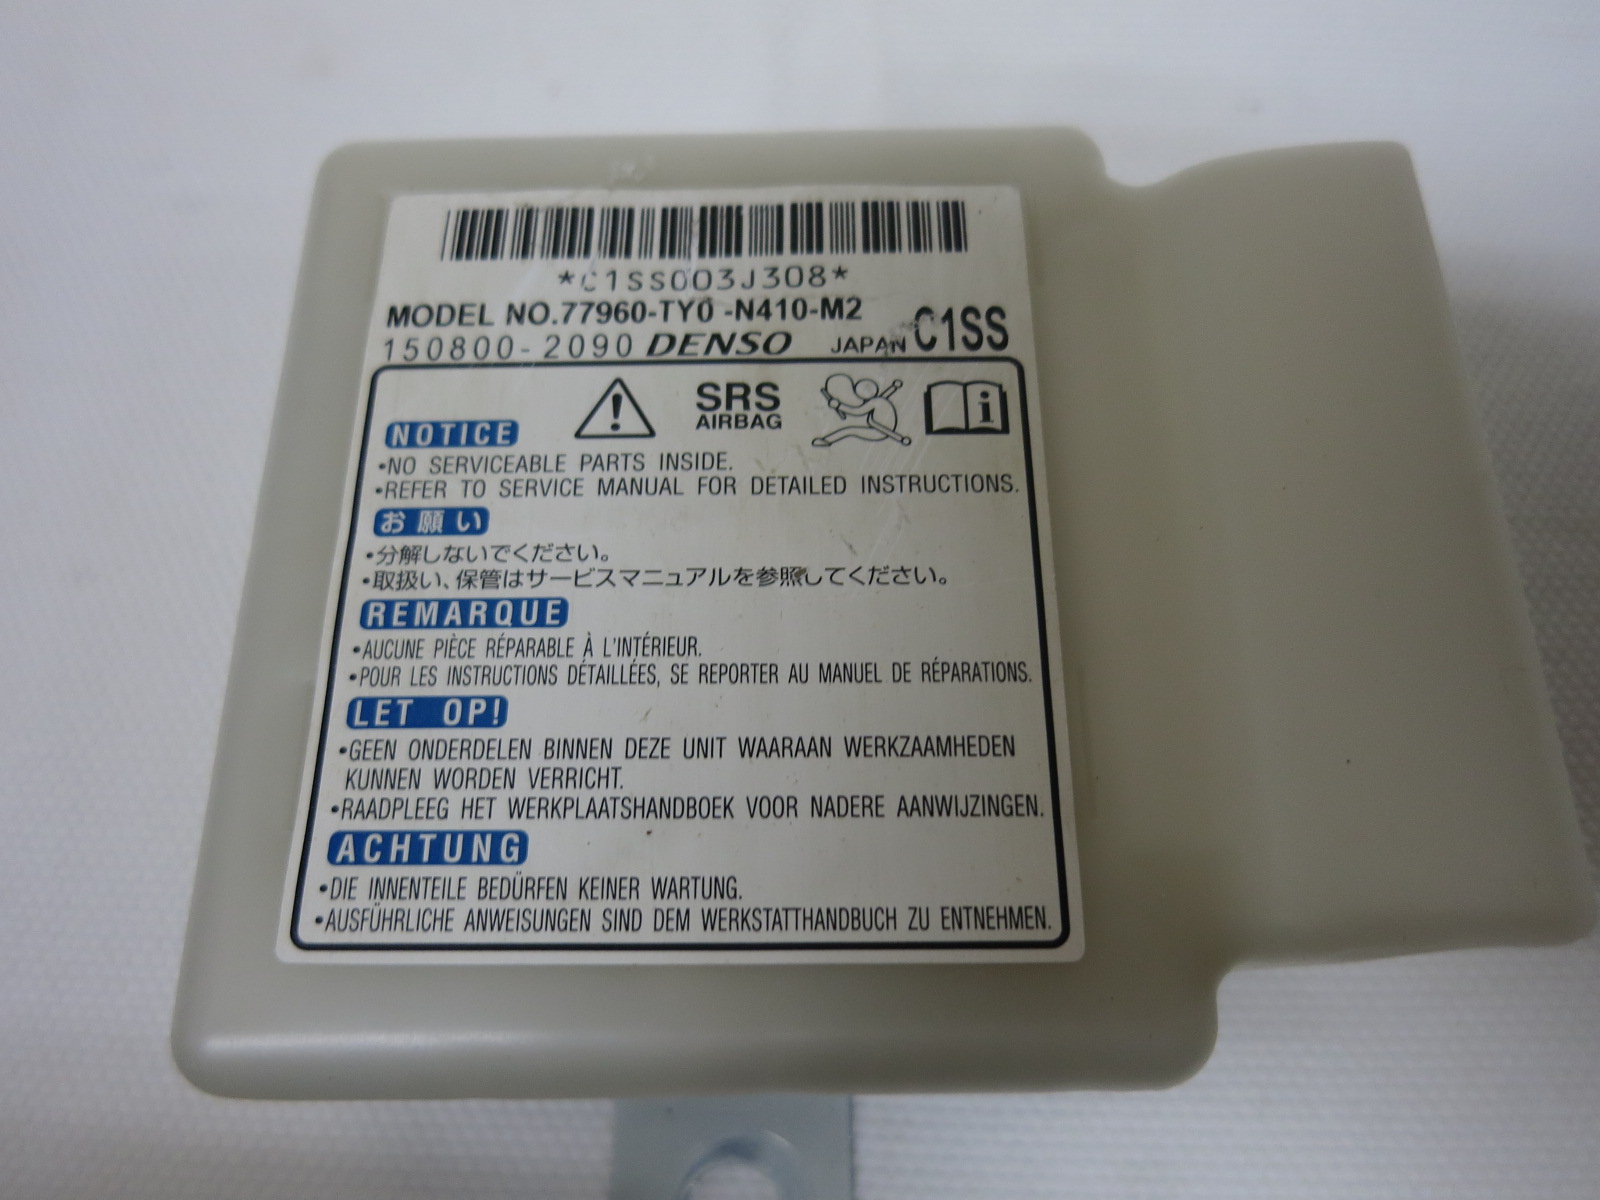 *C1SS003J308*
MODEL NO.77960-TY0 -N410-M2
150800-2090 DENSO JAPAN C1SS
SRS
AIRBAG
NOTICE
•NO SERVICEABLE PARTS INSIDE.
•REFER TO SERVICE MANUAL FOR DETAILED INSTRUCTIONS.
お願い
•分解しないでください。
•取扱い、保管はサービスマニュアルを参照してください。
REMARQUE
•AUCUNE PIÈCE RÉPARABLE À L'INTÉRIEUR.
•POUR LES INSTRUCTIONS DÉTAILLÉES, SE REPORTER AU MANUEL DE RÉPARATIONS.
LET OP!
•GEEN ONDERDELEN BINNEN DEZE UNIT WAARAAN WERKZAAMHEDEN
KUNNEN WORDEN VERRICHT.
•RAADPLEEG HET WERKPLAATSHANDBOEK VOOR NADERE AANWIJZINGEN.
ACHTUNG
•DIE INNENTEILE BEDÜRFEN KEINER WARTUNG.
•AUSFÜHRLICHE ANWEISUNGEN SIND DEM WERKSTATTHANDBUCH ZU ENTNEHMEN.